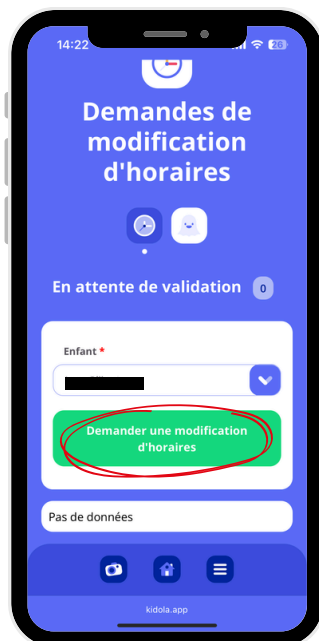 14:22
26
Demandes de
modification
d'horaires
En attente de validation 0
Enfant *
Demander une modification
d'horaires
Pas de données
kidola.app